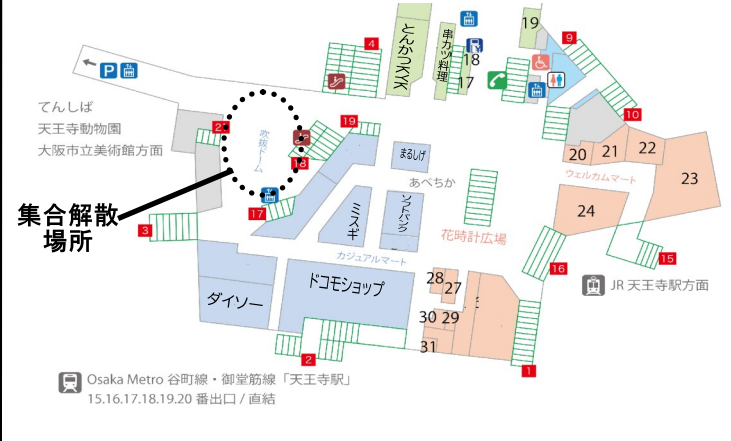 19
9
4
とんかつKYK
串カツ料理
18
17
P
てんしば
天王寺動物園
大阪市立美術館方面
吹抜ドーム
19
18
10
20
21
22
23
ウェルカムマート
まるしげ
あべちか
24
集合解散
場所
17
3
ミスギ
ソフトバンク
花時計広場
カジュアルマート
16
15
JR 天王寺駅方面
ダイソー
ドコモショップ
28
27
30
29
31
2
1
Osaka Metro 谷町線・御堂筋線「天王寺駅」
15.16.17.18.19.20 番出口 / 直結